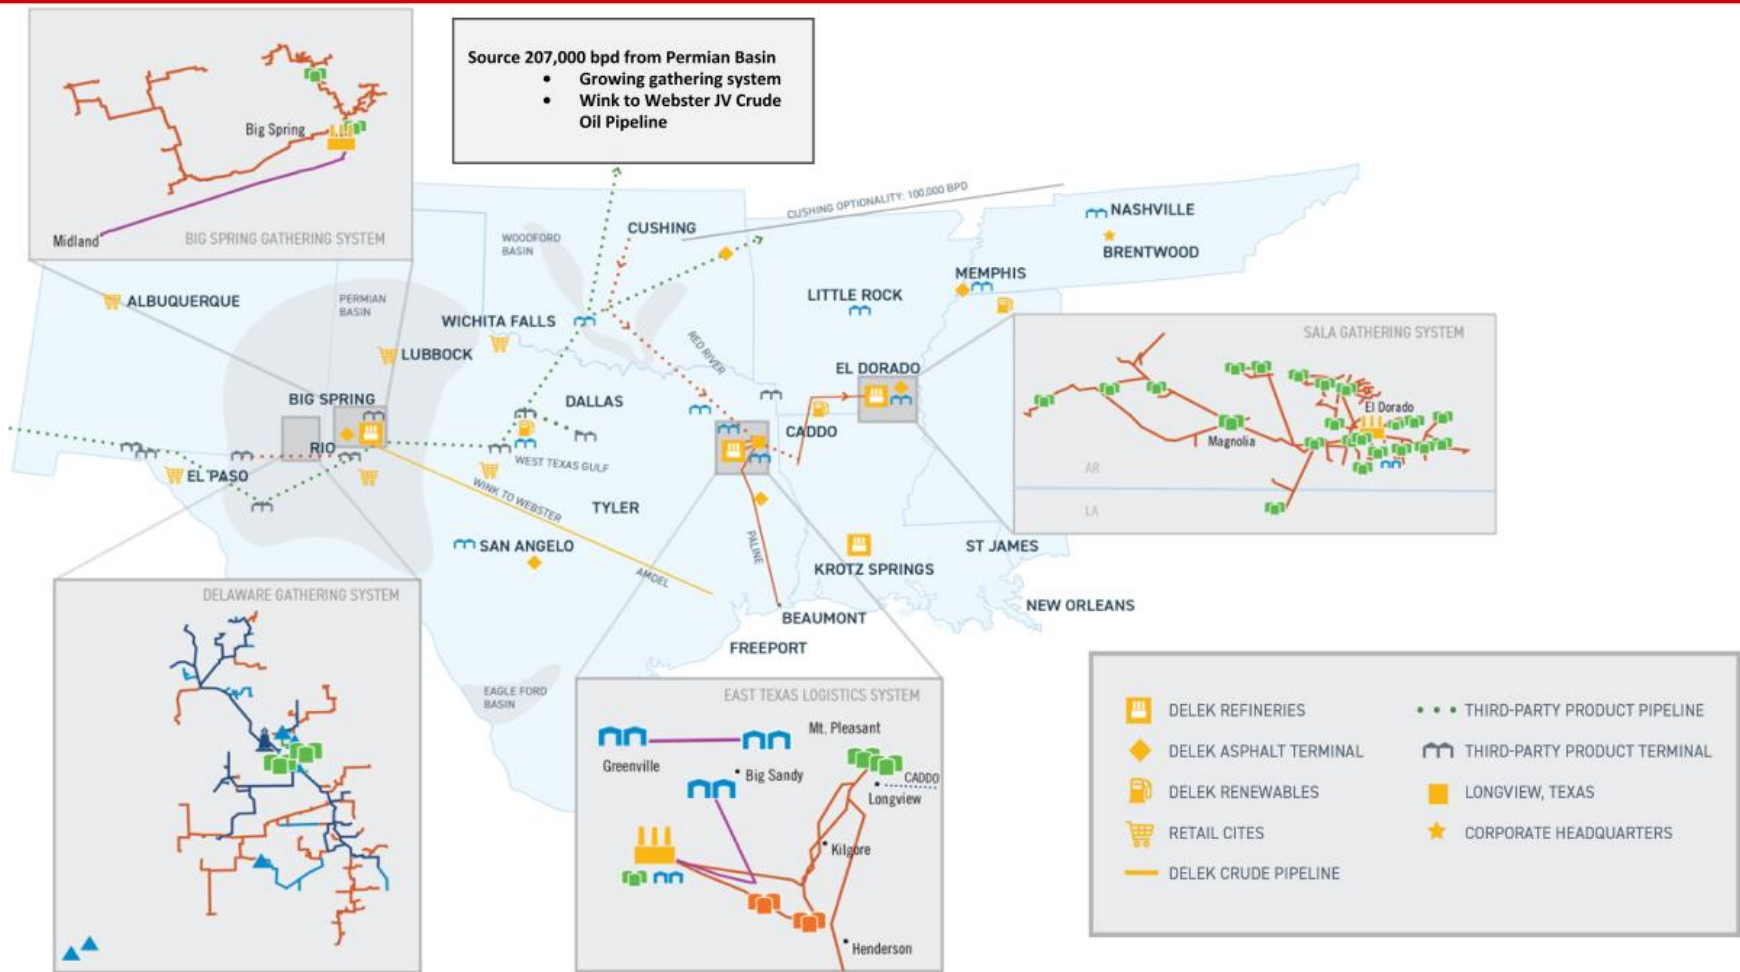 Source 207,000 bpd from Permian Basin
• Growing gathering system
• Wink to Webster JV Crude
Oil Pipeline
Big Spring
Midland
BIG SPRING GATHERING SYSTEM
WOODFORD
BASIN
CUSHING
CUSHING OPTIONALITY: 100,000 BPD
NASHVILLE
BRENTWOOD
MEMPHIS
ALBUQUERQUE
PERMIAN
BASIN
WICHITA FALLS
LITTLE ROCK
LUBBOCK
RED RIVER
EL DORADO
BIG SPRING
DALLAS
CADDO
RIO
EL PASO
WEST TEXAS GULF
WINK TO WEBSTER
TYLER
SAN ANGELO
AMDEL
PALINE
KROTZ SPRINGS
ST JAMES
BEAUMONT
NEW ORLEANS
FREEPORT
EAGLE FORD
BASIN
SALA GATHERING SYSTEM
El Dorado
Magnolia
AR
LA
DELAWARE GATHERING SYSTEM
EAST TEXAS LOGISTICS SYSTEM
Mt. Pleasant
Greenville
Big Sandy
CADDO
Longview
Kilgore
Henderson
DELEK REFINERIES
DELEK ASPHALT TERMINAL
DELEK RENEWABLES
RETAIL CITES
DELEK CRUDE PIPELINE
THIRD-PARTY PRODUCT PIPELINE
THIRD-PARTY PRODUCT TERMINAL
LONGVIEW, TEXAS
CORPORATE HEADQUARTERS